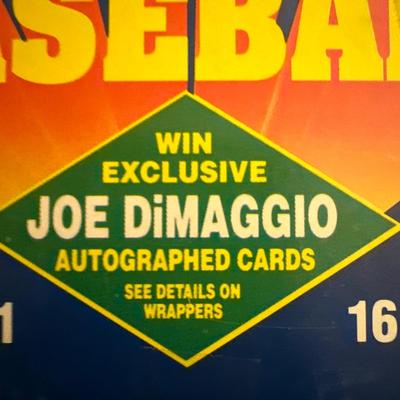 ASEBA
WIN
EXCLUSIVE
JOE DiMAGGIO
AUTOGRAPHED CARDS
SEE DETAILS ON
WRAPPERS
1 16